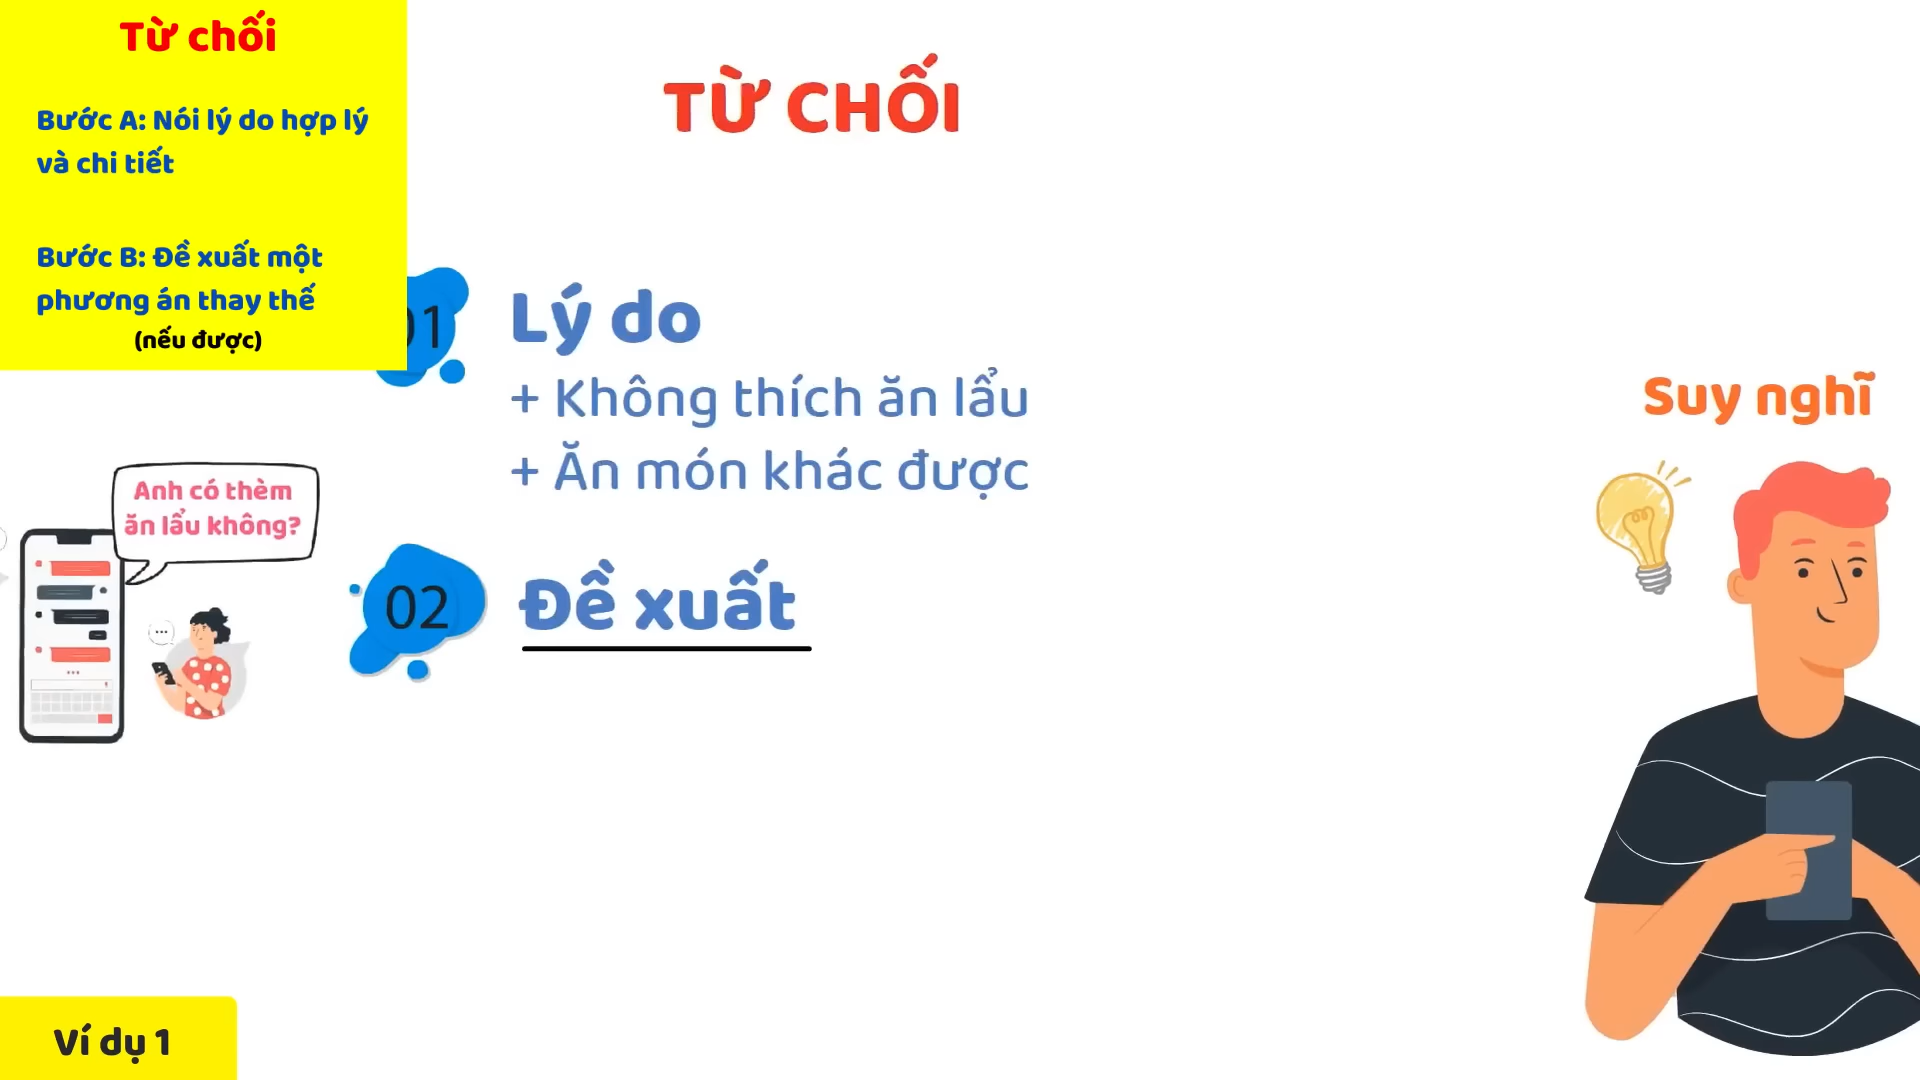 Từ chối
Bước A: Nói lý do hợp lý
và chi tiết
Bước B: Đề xuất một
phương án thay thế
(nếu được)
TỪ CHỐI
01
Lý do
+ Không thích ăn lẩu
+ Ăn món khác được
02
Đề xuất
Anh có thèm
ăn lẩu không?
Suy nghĩ
Ví dụ 1